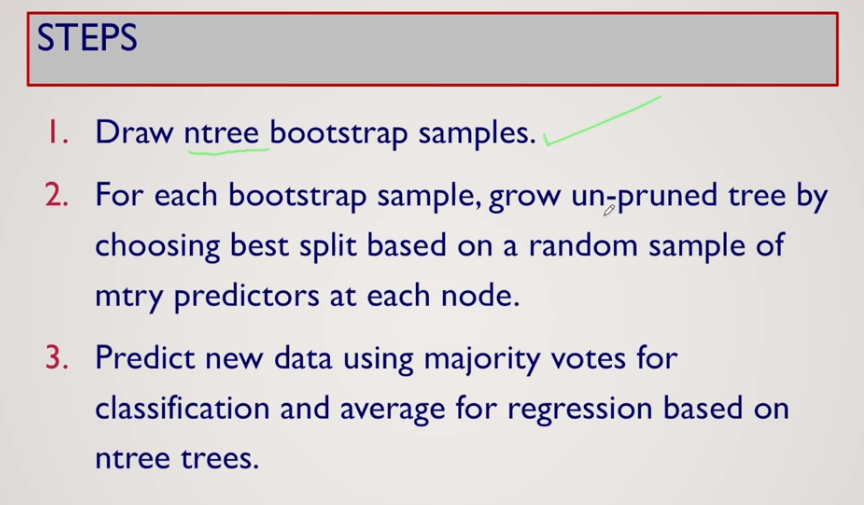 STEPS
1. Draw ntree bootstrap samples.
2. For each bootstrap sample, grow un-pruned tree by
choosing best split based on a random sample of
mtry predictors at each node.
3. Predict new data using majority votes for
classification and average for regression based on
ntree trees.